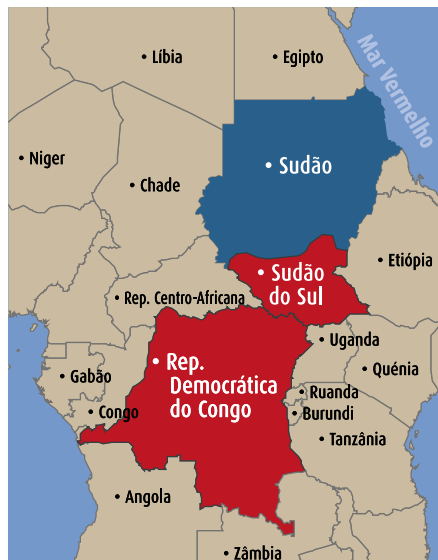 Mar Vermelho
Líbia
Egipto
Níger
Chade
Sudão
Etiópia
Sudão
do Sul
Rep. Centro-Africana
Uganda
Quénia
Gabão
Rep.
Democrática
do Congo
Ruanda
Congo
Burundi
Tanzânia
Angola
Zâmbia